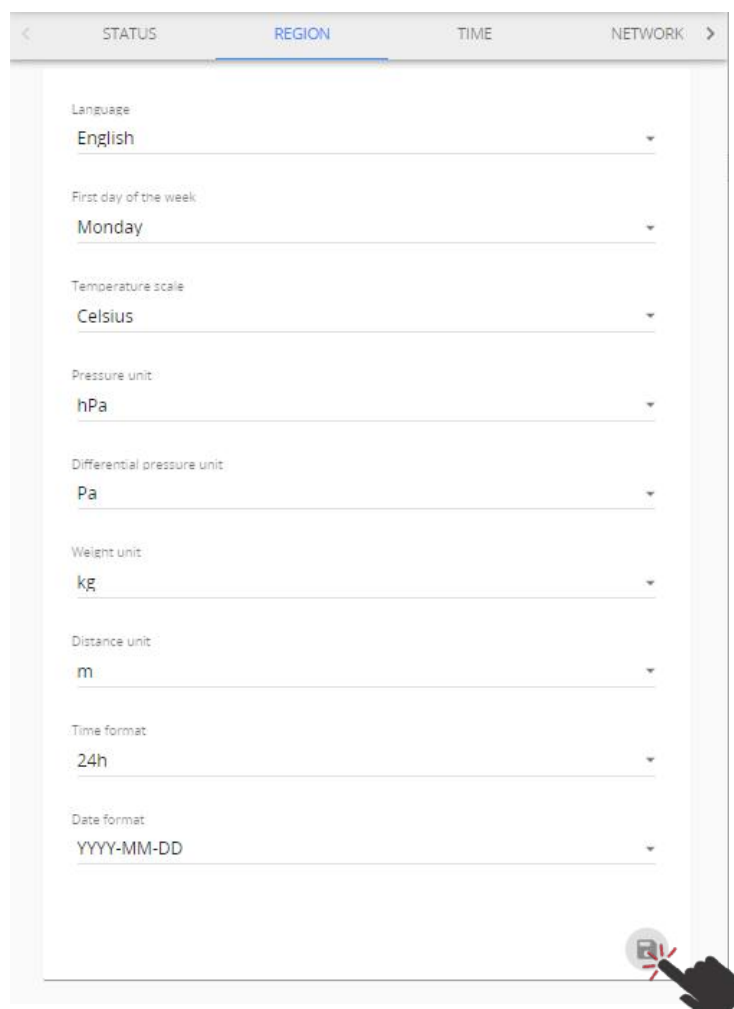 STATUS REGION TIME NETWORK
Language
English
First day of the week
Monday
Temperature scale
Celsius
Pressure unit
hPa
Differential pressure unit
Pa
Weight unit
kg
Distance unit
m
Time format
24h
Date format
YYYY-MM-DD